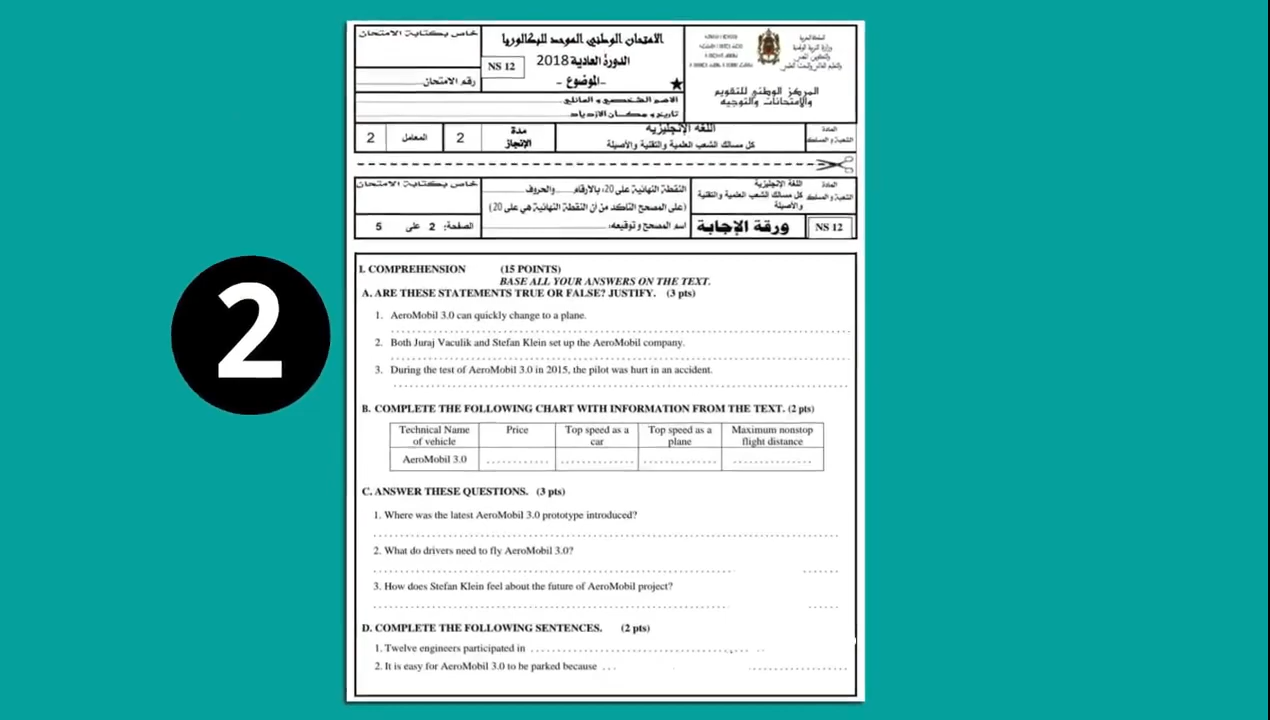 2
خاص بكتابة الامتحان
الامتحان الوطني الموحد للبكالوريا
الدورة العادية 2018
NS 12
-الموضوع -
رقم الامتحان:
المملكة المغربية
وزارة التربية الوطنية
والتكوين المهني
والتعليم العالي والبحث العلمي
المركز الوطني للتقويم
والامتحانات والتوجيه
الاسم الشخصي و العائلي
تاريخ و مكان الازدياد
المادة
اللغة الإنجليزية
مدة الإنجاز
2
المعامل
2
الشعبة والمسلك
كل مسالك الشعب العلمية والتقنية والأصيلة
المادة
اللغة الإنجليزية
النقطة النهائية على 20: بالأرقام والحروف
خاص بكتابة الامتحان
الشعبة والمسلك
كل مسالك الشعب العلمية والتقنية والأصيلة
(على المصحح التأكد من أن النقطة النهائية هي على 20)
NS 12
ورقة الإجابة
اسم المصحح وتوقيعه:
الصفحة: 2 على 5
I. COMPREHENSION (15 POINTS)
BASE ALL YOUR ANSWERS ON THE TEXT.
A. ARE THESE STATEMENTS TRUE OR FALSE? JUSTIFY. (3 pts)
1. AeroMobil 3.0 can quickly change to a plane.
2. Both Juraj Vaculik and Stefan Klein set up the AeroMobil company.
3. During the test of AeroMobil 3.0 in 2015, the pilot was hurt in an accident.
B. COMPLETE THE FOLLOWING CHART WITH INFORMATION FROM THE TEXT. (2 pts)
Technical Name of vehicle
Price
Top speed as a car
Top speed as a plane
Maximum nonstop flight distance
AeroMobil 3.0
C. ANSWER THESE QUESTIONS. (3 pts)
1. Where was the latest AeroMobil 3.0 prototype introduced?
2. What do drivers need to fly AeroMobil 3.0?
3. How does Stefan Klein feel about the future of AeroMobil project?
D. COMPLETE THE FOLLOWING SENTENCES. (2 pts)
1. Twelve engineers participated in
2. It is easy for AeroMobil 3.0 to be parked because